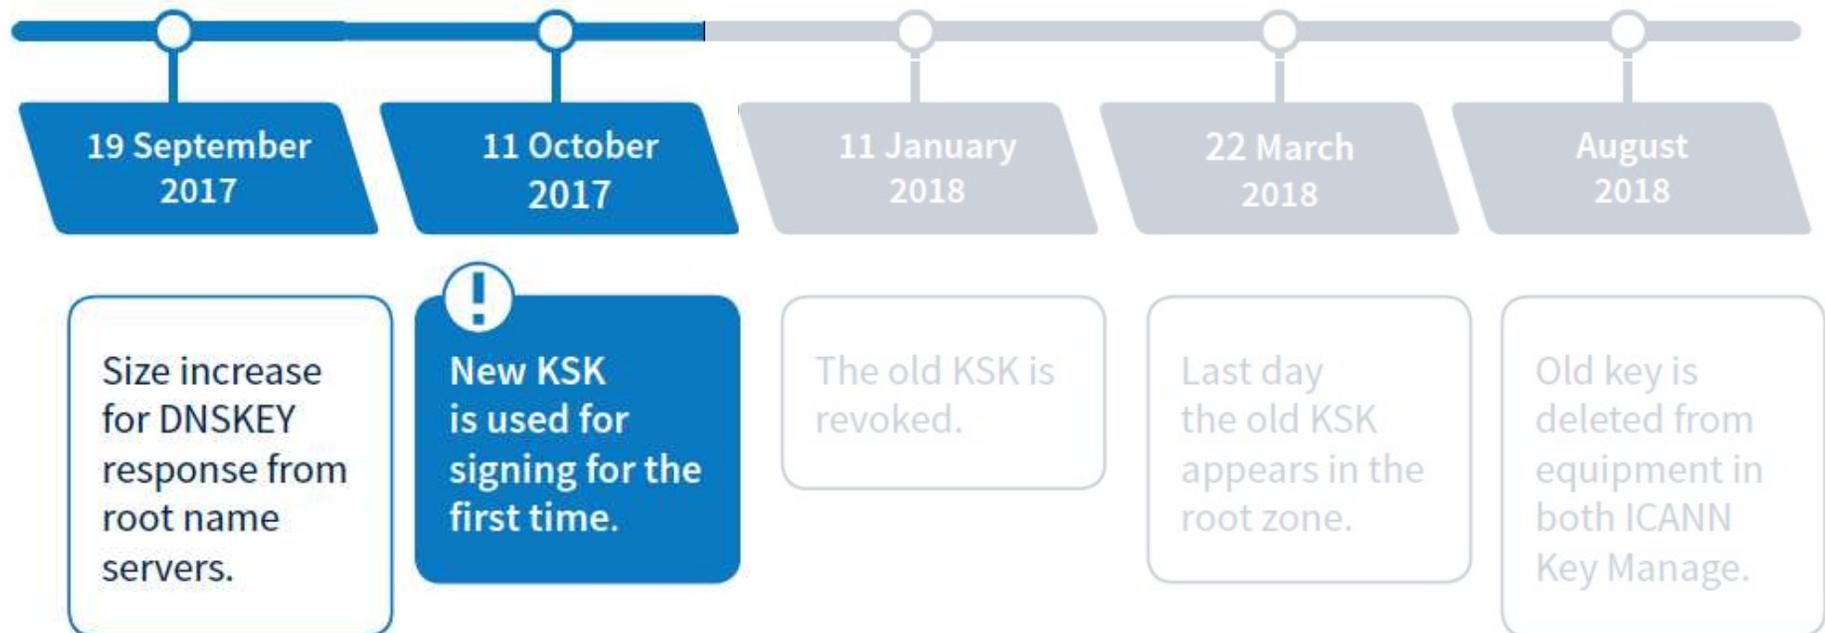 19 September
2017
11 October
2017
11 January
2018
22 March
2018
August
2018
Size increase
for DNSKEY
response from
root name
servers.
!
New KSK
is used for
signing for the
first time.
The old KSK is
revoked.
Last day
the old KSK
appears in the
root zone.
Old key is
deleted from
equipment in
both ICANN
Key Manage.